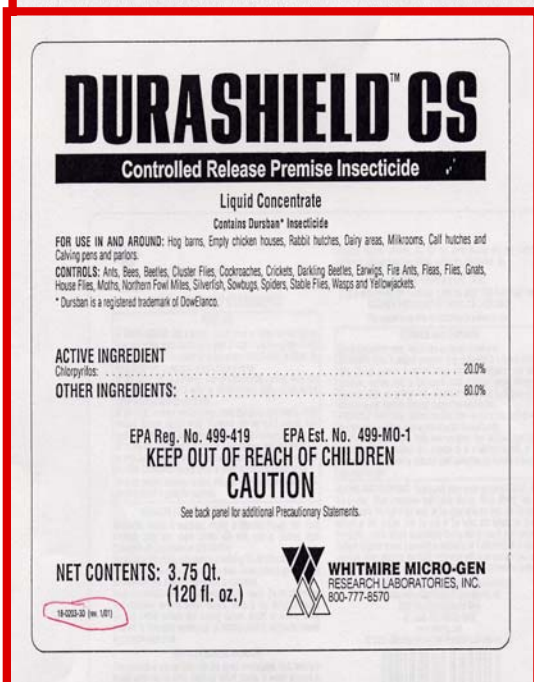 DURASHIELD™ CS
Controlled Release Premise Insecticide
Liquid Concentrate
Contains Dursban* Insecticide
FOR USE IN AND AROUND: Hog barns, Empty chicken houses, Rabbit hutches, Dairy areas, Milkrooms, Calf hutches and
Calving pens and parlors.
CONTROLS: Ants, Bees, Beetles, Cluster Flies, Cockroaches, Crickets, Darkling Beetles, Earwigs, Fire Ants, Fleas, Flies, Gnats,
House Flies, Moths, Northern Fowl Mites, Silverfish, Sowbugs, Spiders, Stable Flies, Wasps and Yellowjackets.
* Dursban is a registered trademark of DowElanco.
ACTIVE INGREDIENT
Chlorpyrifos: . . . . . . . . . . . . . . . . . . . . . . . . . . . . . . . . . . . . . . . . . . 20.0%
OTHER INGREDIENTS: . . . . . . . . . . . . . . . . . . . . . . . . . . . . . . . . . . 80.0%
EPA Reg. No. 499-419 EPA Est. No. 499-MO-1
KEEP OUT OF REACH OF CHILDREN
CAUTION
See back panel for additional Precautionary Statements.
NET CONTENTS: 3.75 Qt.
(120 fl. oz.)
WHITMIRE MICRO-GEN
RESEARCH LABORATORIES, INC.
800-777-8570
18-0203-3D (rev. 1/01)